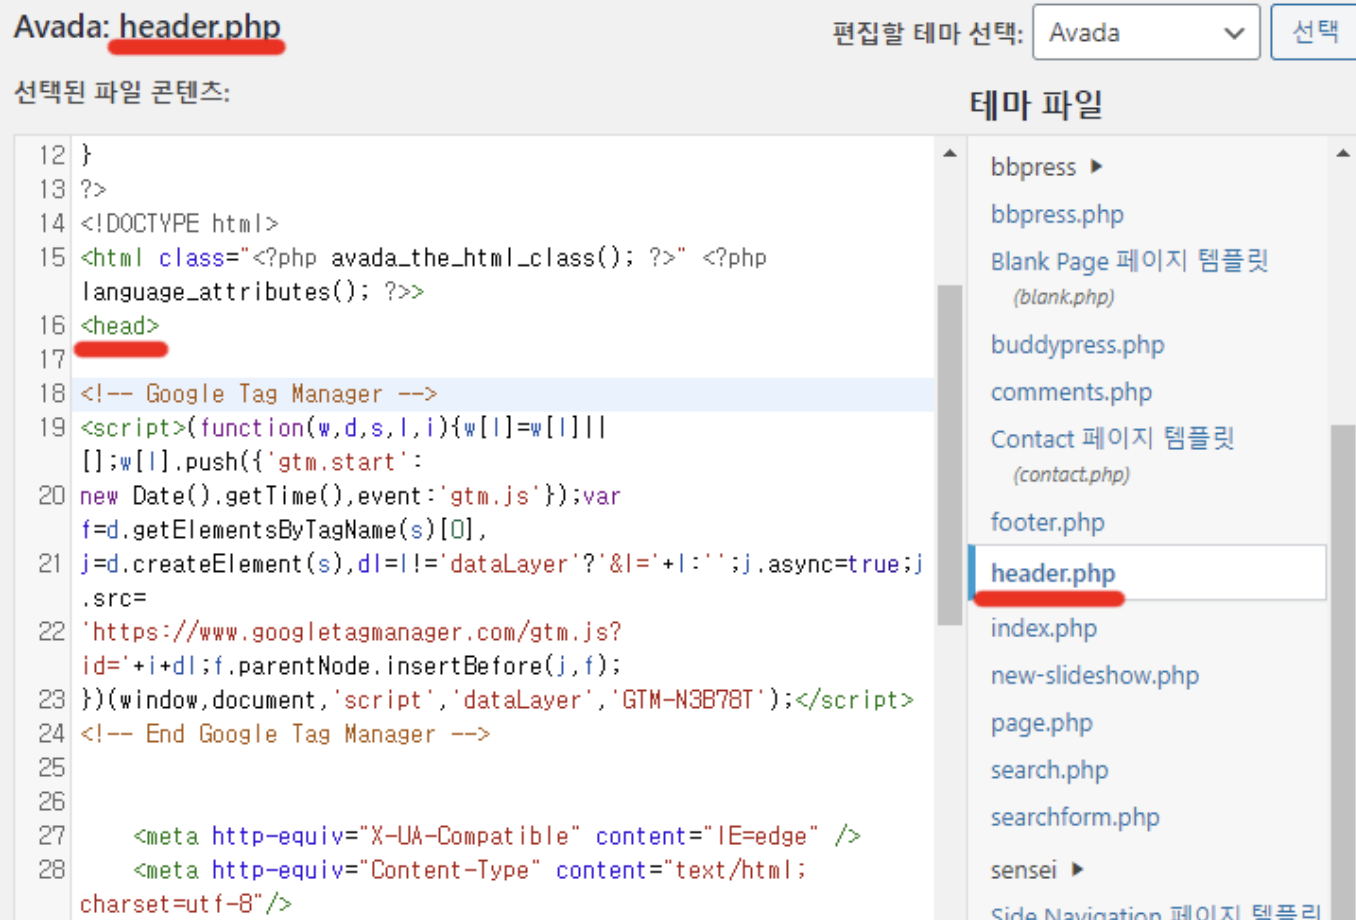 Avada: header.php
편집할 테마 선택:
Avada
선택
선택된 파일 콘텐츠:
12 }
13 ?>
14 <!DOCTYPE html>
15 <html class="<?php avada_the_html_class(); ?>" <?php
language_attributes(); ?>>
16 <head>
17
18 <!-- Google Tag Manager -->
19 <script>(function(w,d,s,l,i){w[l]=w[l]||
[];w[l].push({'gtm.start':
20 new Date().getTime(),event:'gtm.js'});var
f=d.getElementsByTagName(s)[0],
21 j=d.createElement(s),dl=l!='dataLayer'?'&l='+l:'';j.async=true;j
.src=
22 'https://www.googletagmanager.com/gtm.js?
id='+i+dl;f.parentNode.insertBefore(j,f);
23 })(window,document,'script','dataLayer','GTM-N3B78T');</script>
24 <!-- End Google Tag Manager -->
25
26
27 <meta http-equiv="X-UA-Compatible" content="IE=edge" />
28 <meta http-equiv="Content-Type" content="text/html;
charset=utf-8"/>
테마 파일
bbpress ▶
bbpress.php
Blank Page 페이지 템플릿
(blank.php)
buddypress.php
comments.php
Contact 페이지 템플릿
(contact.php)
footer.php
header.php
index.php
new-slideshow.php
page.php
search.php
searchform.php
sensei ▶
Side Navigation 페이지 템플릿